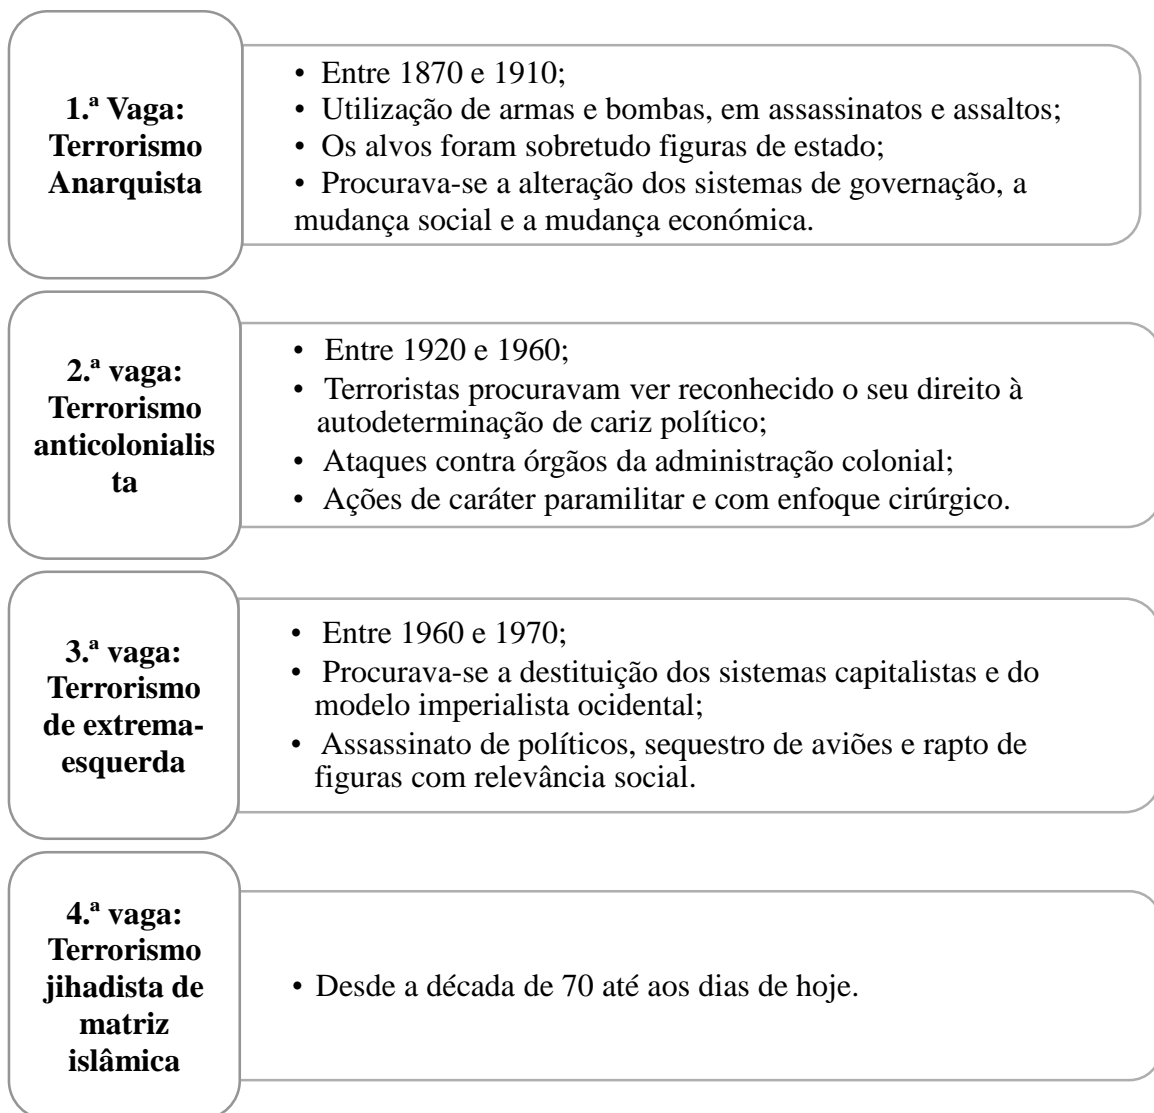 1.ª Vaga:
Terrorismo
Anarquista
• Entre 1870 e 1910;
• Utilização de armas e bombas, em assassinatos e assaltos;
• Os alvos foram sobretudo figuras de estado;
• Procurava-se a alteração dos sistemas de governação, a
mudança social e a mudança económica.
2.ª vaga:
Terrorismo
anticolonialis
ta
• Entre 1920 e 1960;
• Terroristas procuravam ver reconhecido o seu direito à
autodeterminação de cariz político;
• Ataques contra órgãos da administração colonial;
• Ações de caráter paramilitar e com enfoque cirúrgico.
3.ª vaga:
Terrorismo
de extrema-
esquerda
• Entre 1960 e 1970;
• Procurava-se a destituição dos sistemas capitalistas e do
modelo imperialista ocidental;
• Assassinato de políticos, sequestro de aviões e rapto de
figuras com relevância social.
4.ª vaga:
Terrorismo
jihadista de
matriz
islâmica
• Desde a década de 70 até aos dias de hoje.